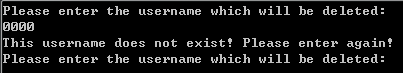 Please enter the username which will be deleted:
0000
This username does not exist! Please enter again!
Please enter the username which will be deleted: